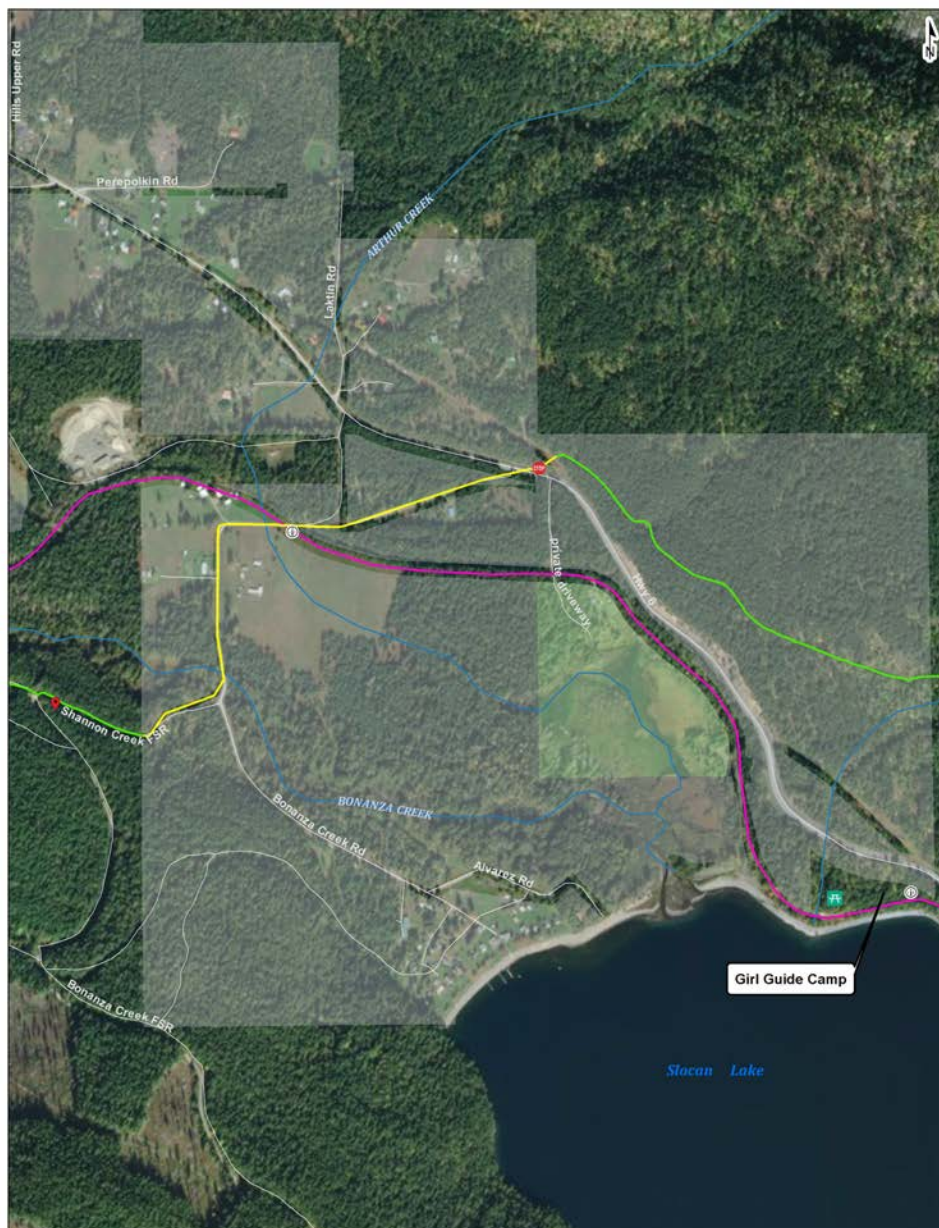 N
Hills Upper Rd
Perepolkin Rd
ARTHUR CREEK
Laktin Rd
STOP
private driveway
Hwy 6
Shannon Creek FSR
BONANZA CREEK
Bonanza Creek Rd
Alvarez Rd
Girl Guide Camp
Bonanza Creek FSR
Slocan Lake